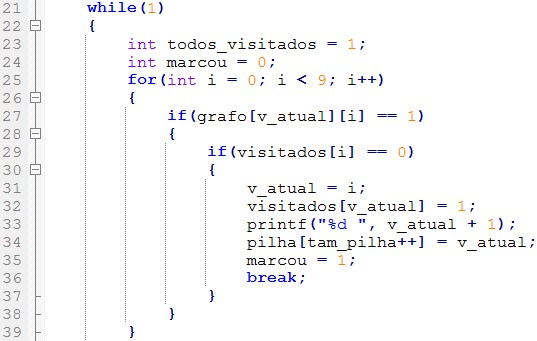 21 while(1)
22 {
23 int todos_visitados = 1;
24 int marcou = 0;
25 for(int i = 0; i < 9; i++)
26 {
27 if(grafo[v_atual][i] == 1)
28 {
29 if(visitados[i] == 0)
30 {
31 v_atual = i;
32 visitados[v_atual] = 1;
33 printf("%d ", v_atual + 1);
34 pilha[tam_pilha++] = v_atual;
35 marcou = 1;
36 break;
37 }
38 }
39 }